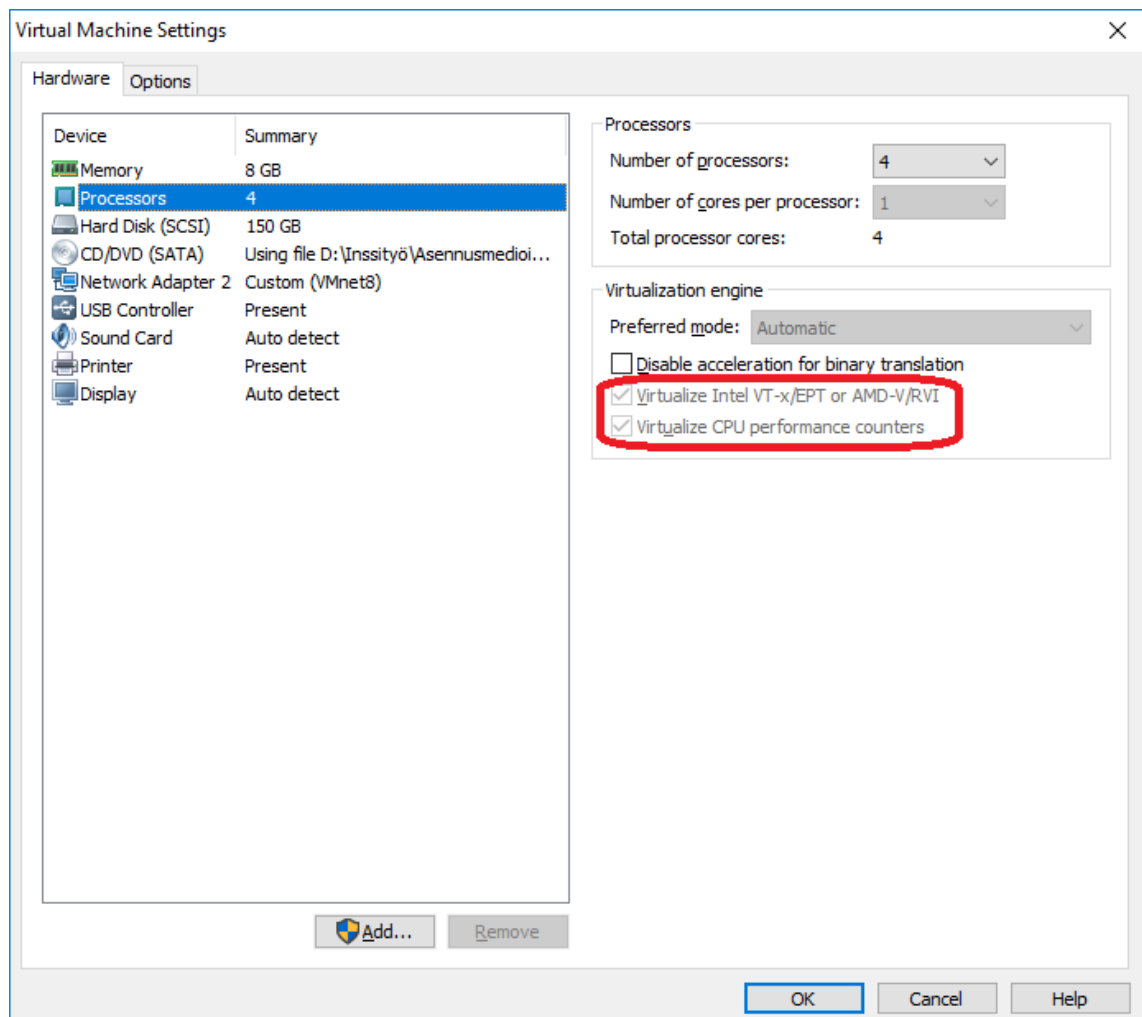 Virtual Machine Settings
Hardware Options
Device Summary
Memory 8 GB
Processors 4
Hard Disk (SCSI) 150 GB
CD/DVD (SATA) Using file D:\Inssityö\Asennusmedioi...
Network Adapter 2 Custom (VMnet8)
USB Controller Present
Sound Card Auto detect
Printer Present
Display Auto detect
Add... Remove
Processors
Number of processors: 4
Number of cores per processor: 1
Total processor cores: 4
Virtualization engine
Preferred mode: Automatic
Disable acceleration for binary translation
Virtualize Intel VT-x/EPT or AMD-V/RVI
Virtualize CPU performance counters
OK Cancel Help